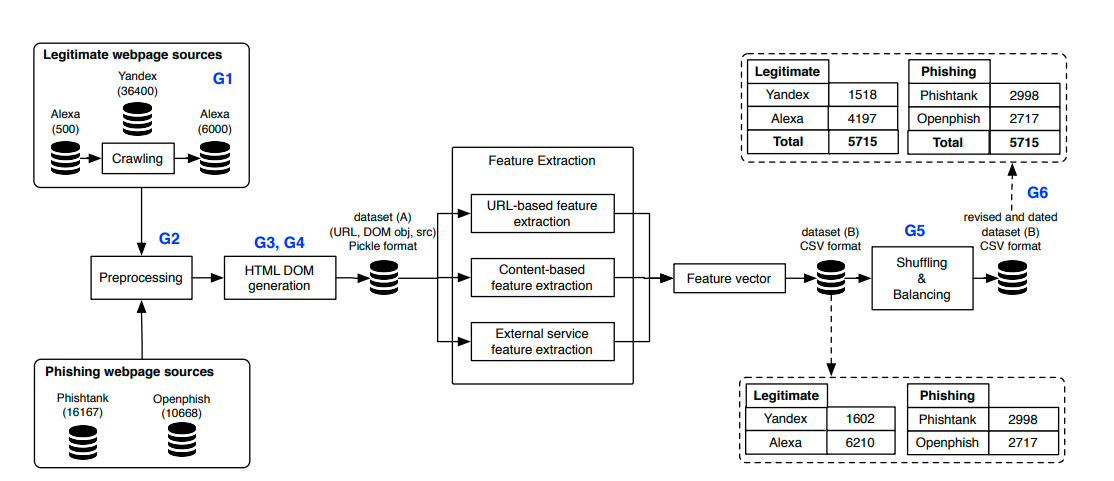 Legitimate webpage sources
G1
Yandex
(36400)
Alexa
(500)
Alexa
(6000)
Crawling
G2
Preprocessing
G3, G4
HTML DOM
generation
Phishing webpage sources
Phishtank
(16167)
Openphish
(10668)
dataset (A)
(URL, DOM obj, src)
Pickle format
Feature Extraction
URL-based feature
extraction
Content-based
feature extraction
External service
feature extraction
Feature vector
dataset (B)
CSV format
G5
Shuffling
&
Balancing
G6
revised and dated
dataset (B)
CSV format
Legitimate
Yandex 1518
Alexa 4197
Total 5715
Phishing
Phishtank 2998
Openphish 2717
Total 5715
Legitimate
Yandex 1602
Alexa 6210
Phishing
Phishtank 2998
Openphish 2717